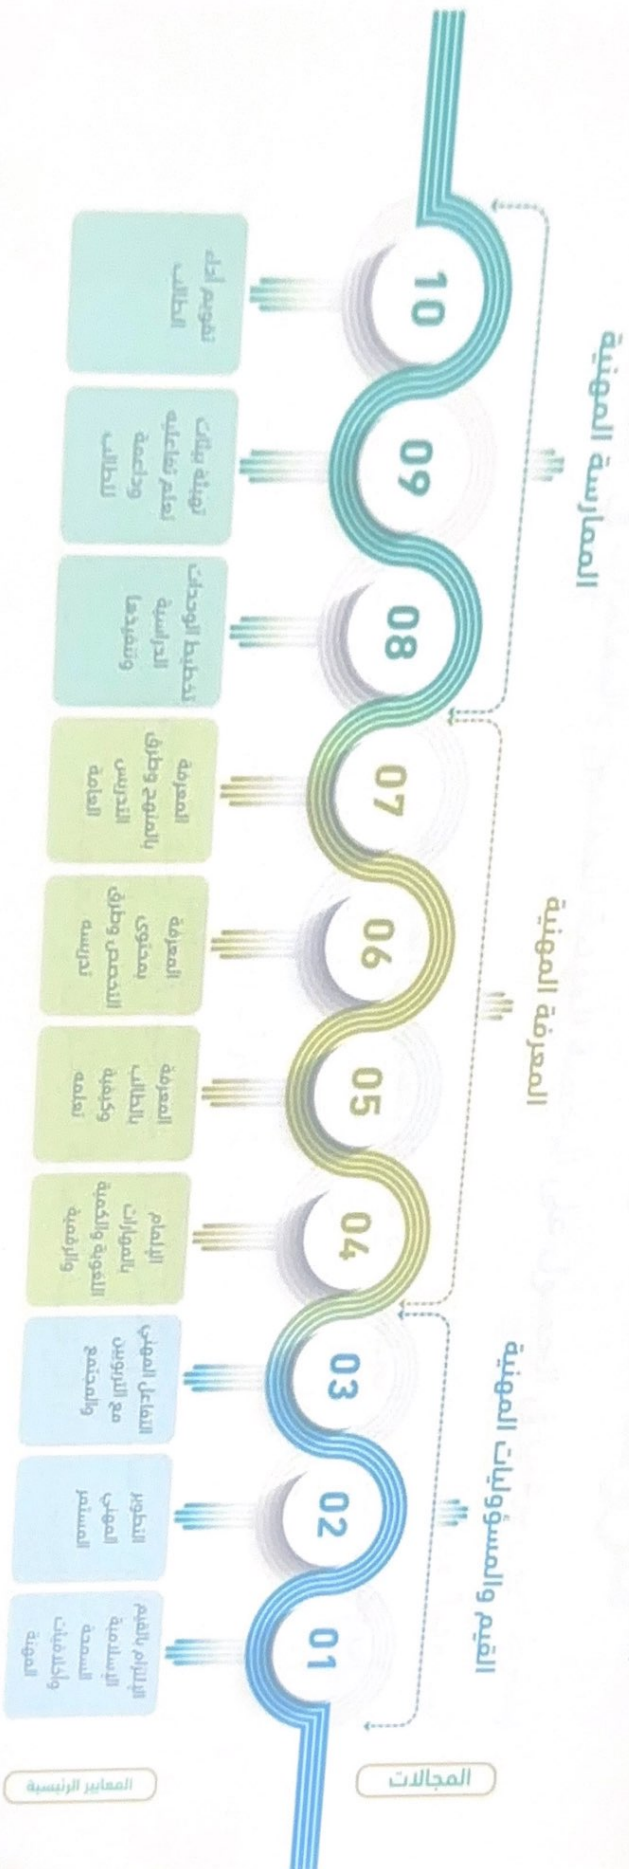 المجالات
القيم والمسؤوليات المهنية
المعرفة المهنية
الممارسة المهنية
01
02
03
04
05
06
07
08
09
10
المعايير الرئيسية
الإلتزام بالقيم
الإسلامية
السمحة
وأخلاقيات
المهنة
التطوير
المهني
المستمر
التفاعل المهني
مع التربويين
والمجتمع
الإلمام
بالمهارات
اللغوية والكمية
والرقمية
المعرفة
بالطالب
وكيفية
تعلمه
المعرفة
بمحتوى
التخصص وطرق
تدريسه
المعرفة
بالمنهج وطرق
التدريس
العامة
تخطيط الوحدات
الدراسية
وتنفيذها
تهيئة بيئات
تعلم تفاعليه
وداعمة
للطالب
تقويم أداء
الطالب